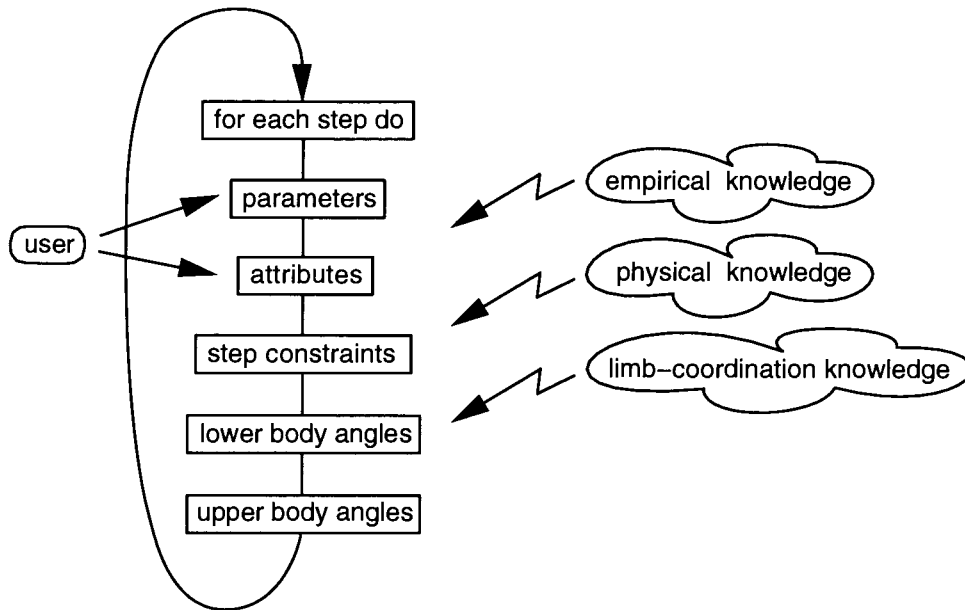 for each step do
parameters
user
attributes
step constraints
lower body angles
upper body angles
empirical knowledge
physical knowledge
limb-coordination knowledge